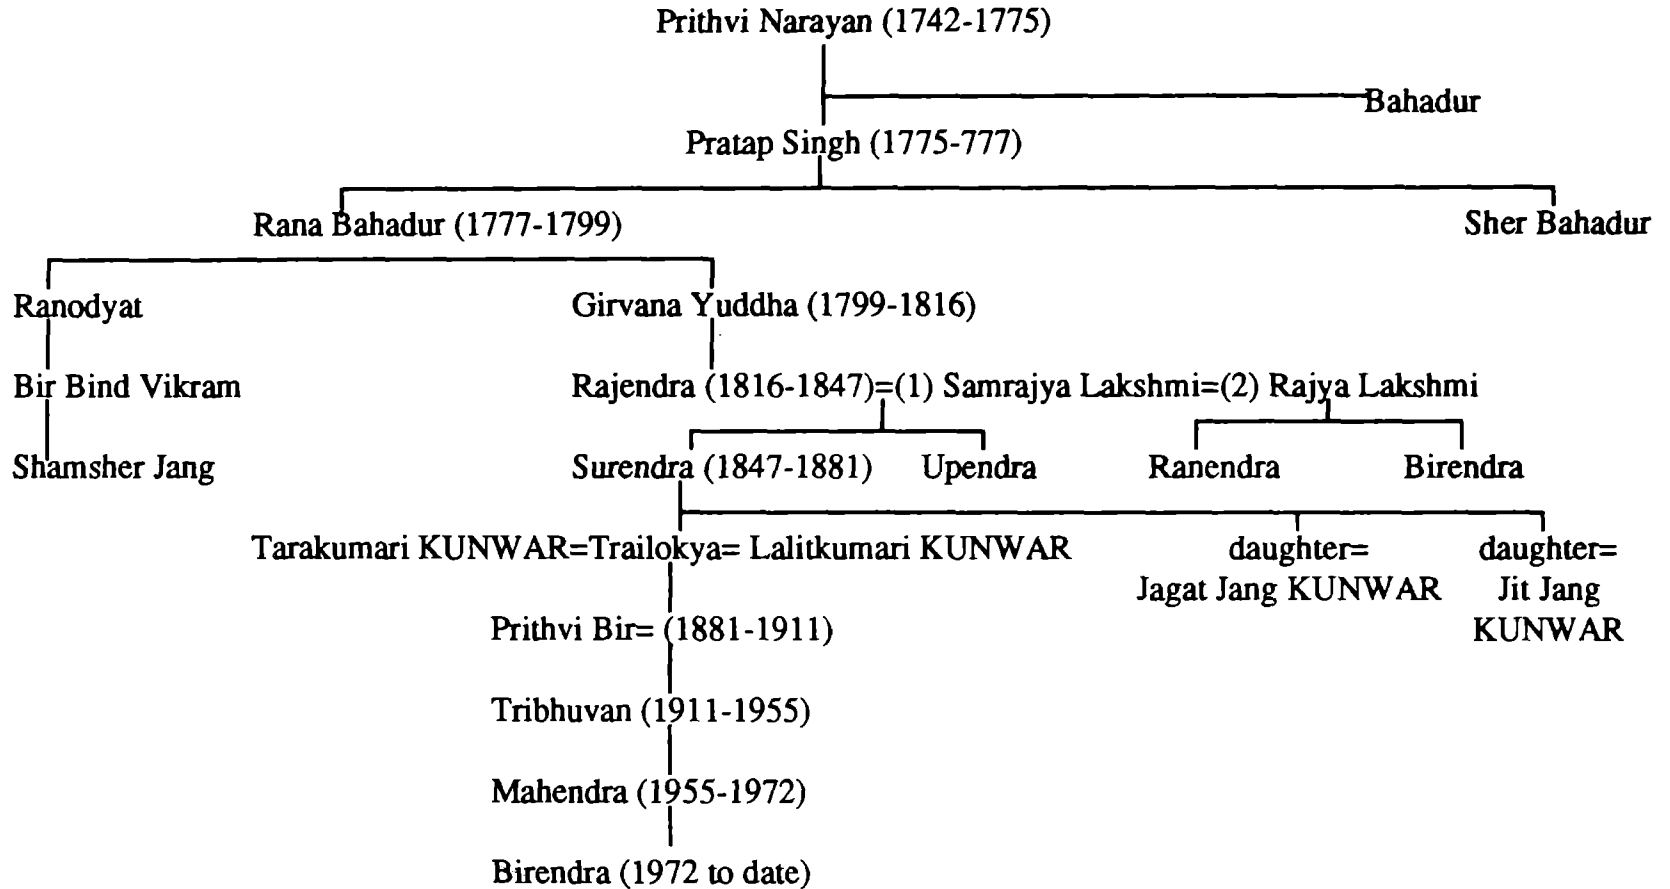 Prithvi Narayan (1742-1775)
Bahadur
Pratap Singh (1775-777)
Rana Bahadur (1777-1799) Sher Bahadur
Ranodyat Girvana Yuddha (1799-1816)
Bir Bind Vikram Rajendra (1816-1847)=(1) Samrajya Lakshmi=(2) Rajya Lakshmi
Shamsher Jang Surendra (1847-1881) Upendra Ranendra Birendra
Tarakumari KUNWAR=Trailokya= Lalitkumari KUNWAR daughter= daughter=
Jagat Jang KUNWAR Jit Jang
Prithvi Bir= (1881-1911) KUNWAR
Tribhuvan (1911-1955)
Mahendra (1955-1972)
Birendra (1972 to date)